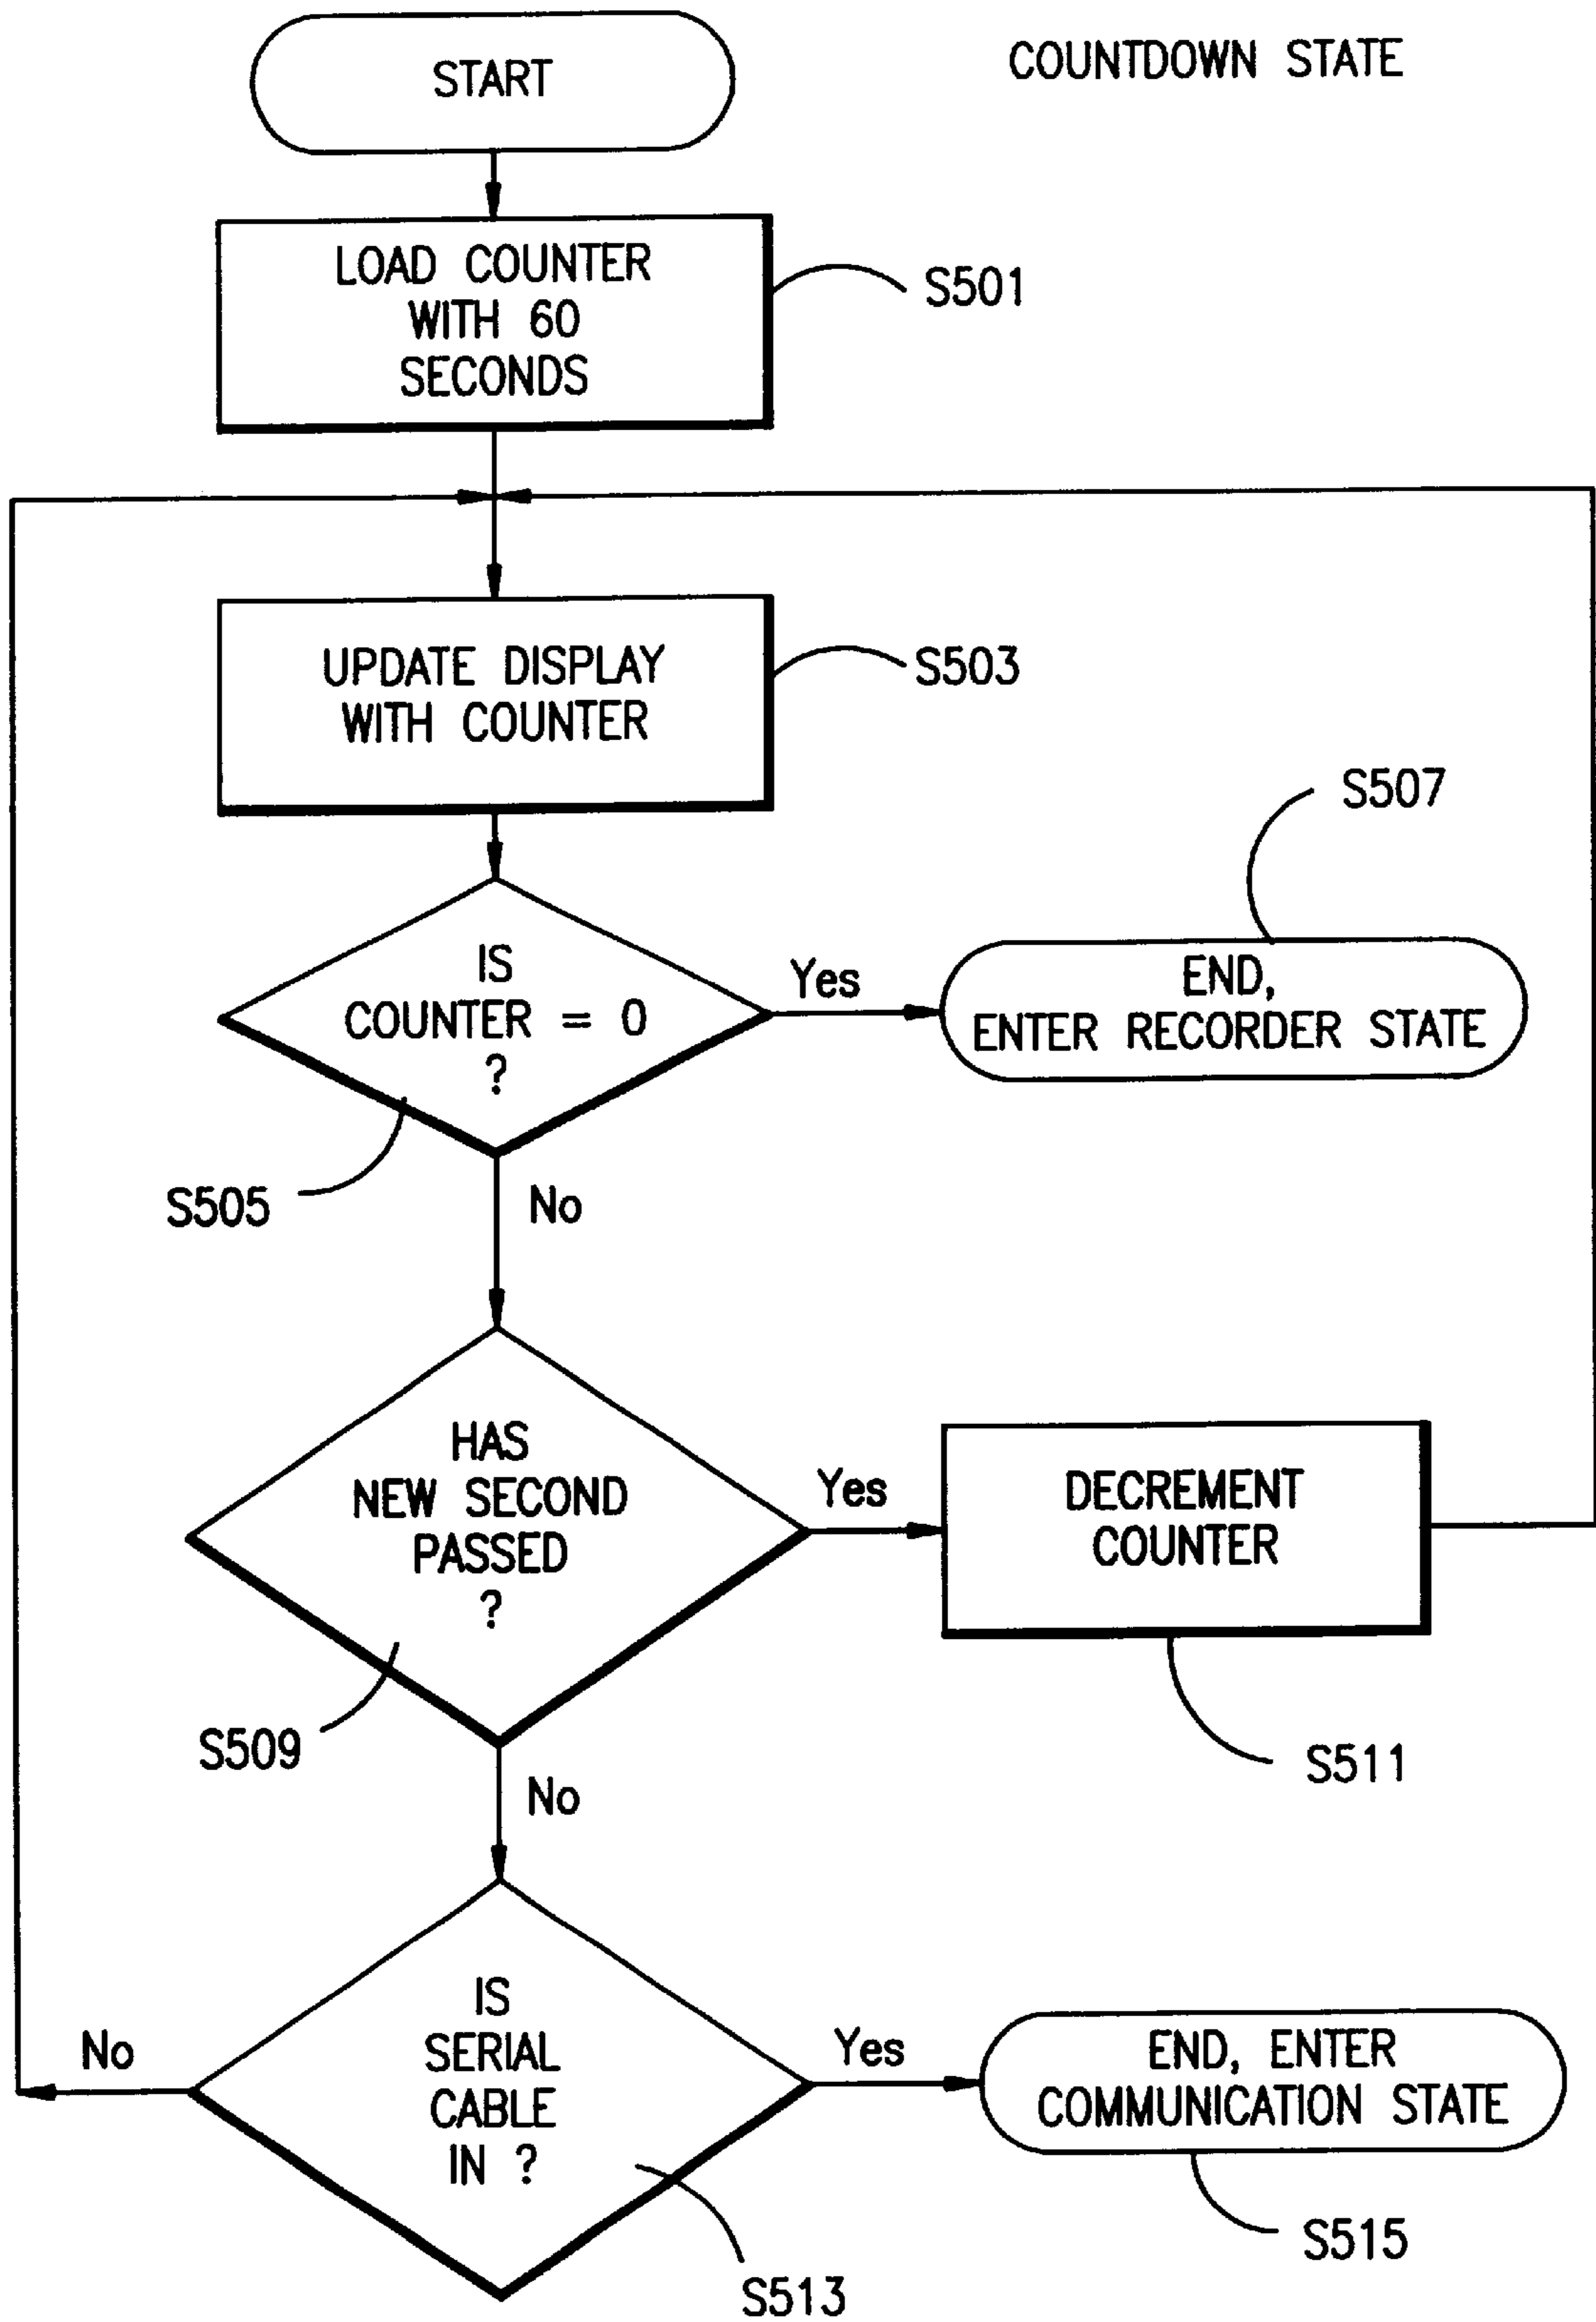 START
COUNTDOWN STATE
LOAD COUNTER
WITH 60
SECONDS
S501
UPDATE DISPLAY
WITH COUNTER
S503
S507
IS
COUNTER = 0
?
Yes
END,
ENTER RECORDER STATE
S505
No
HAS
NEW SECOND
PASSED
?
Yes
DECREMENT
COUNTER
S509
S511
No
IS
SERIAL
CABLE
IN ?
No
Yes
END, ENTER
COMMUNICATION STATE
S513
S515